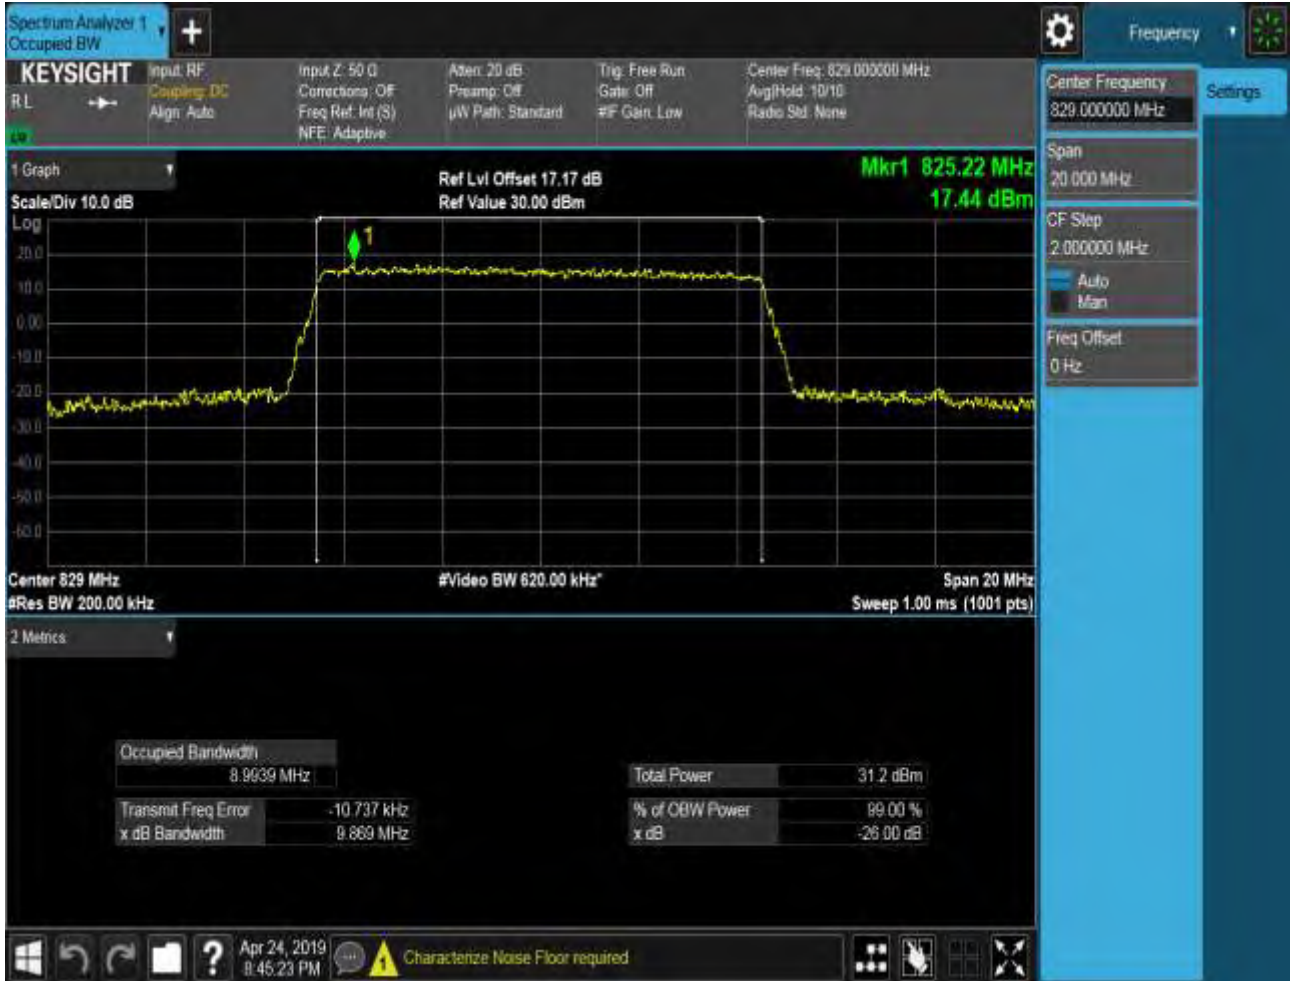 Spectrum Analyzer 1
Occupied BW
Frequency
KEYSIGHT
RL
Input: RF
Coupling: DC
Align: Auto
Input Z: 50 Ω
Corrections: Off
Freq Ref: Int (S)
NFE: Adaptive
Atten: 20 dB
Preamp: Off
µW Path: Standard
Trig: Free Run
Gate: Off
#IF Gain: Low
Center Freq: 829.000000 MHz
Avg|Hold: 10/10
Radio Std: None
Center Frequency
829.000000 MHz
Settings
Span
20.000 MHz
CF Step
2.000000 MHz
Auto
Man
Freq Offset
0 Hz
1 Graph
Scale/Div 10.0 dB
Ref Lvl Offset 17.17 dB
Ref Value 30.00 dBm
Mkr1 825.22 MHz
17.44 dBm
Log
1
20.0
10.0
0.00
-10.0
-20.0
-30.0
-40.0
-50.0
-60.0
Center 829 MHz
#Video BW 620.00 kHz*
Span 20 MHz
#Res BW 200.00 kHz
Sweep 1.00 ms (1001 pts)
2 Metrics
Occupied Bandwidth
8.9939 MHz
Transmit Freq Error -10.737 kHz
x dB Bandwidth 9.869 MHz
Total Power 31.2 dBm
% of OBW Power 99.00 %
x dB -26.00 dB
?
Apr 24, 2019
8:45:23 PM
Characterize Noise Floor required